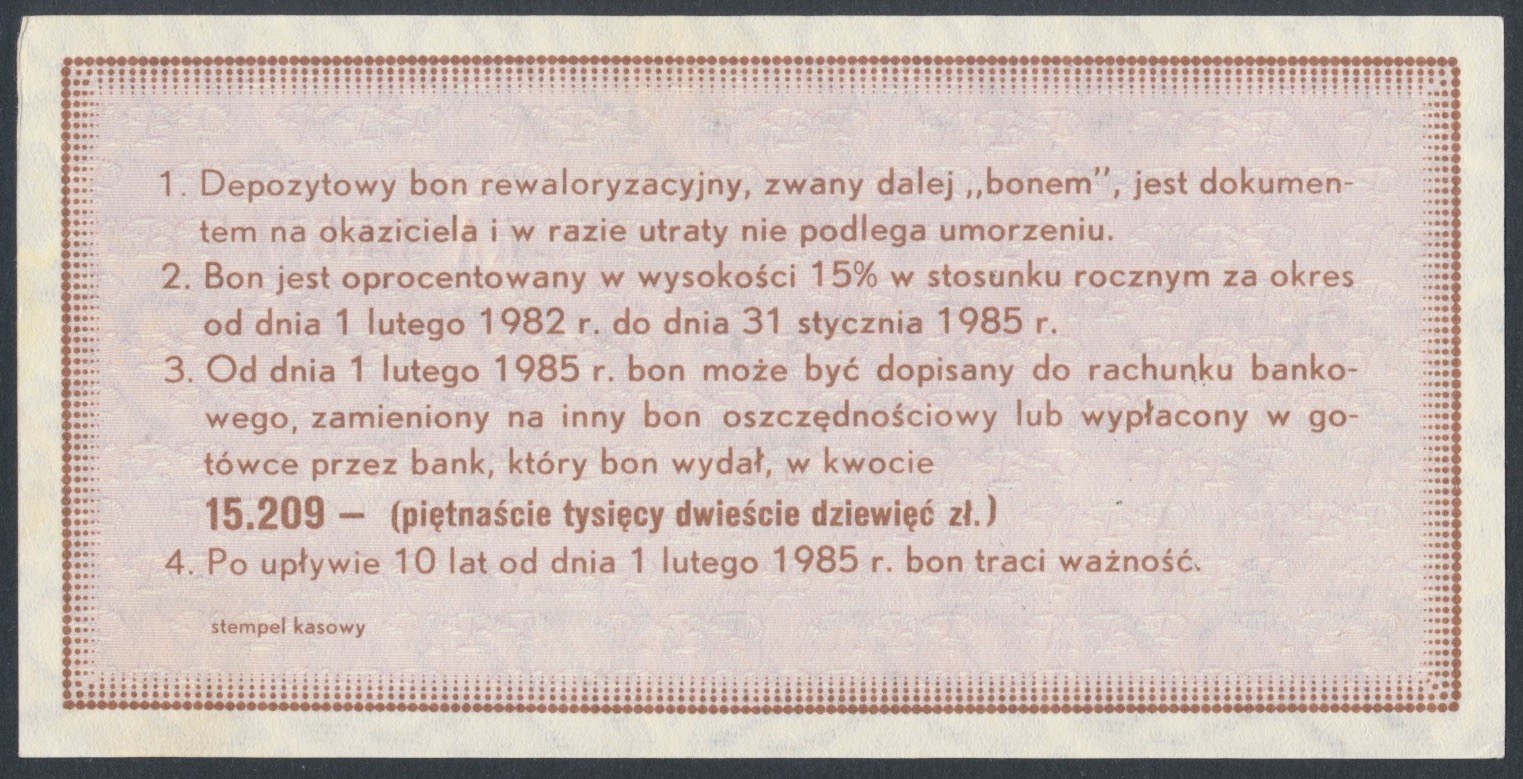 1. Depozytowy bon rewaloryzacyjny, zwany dalej ,,bonem", jest dokumen-
tem na okaziciela i w razie utraty nie podlega umorzeniu.
2. Bon jest oprocentowany w wysokości 15% w stosunku rocznym za okres
od dnia 1 lutego 1982 r. do dnia 31 stycznia 1985 r.
3. Od dnia 1 lutego 1985 r. bon może być dopisany do rachunku banko-
wego, zamieniony na inny bon oszczędnościowy lub wypłacony w go-
tówce przez bank, który bon wydał, w kwocie
15.209 — (piętnaście tysięcy dwieście dziewięć zł.)
4. Po upływie 10 lat od dnia 1 lutego 1985 r. bon traci ważność.
stempel kasowy